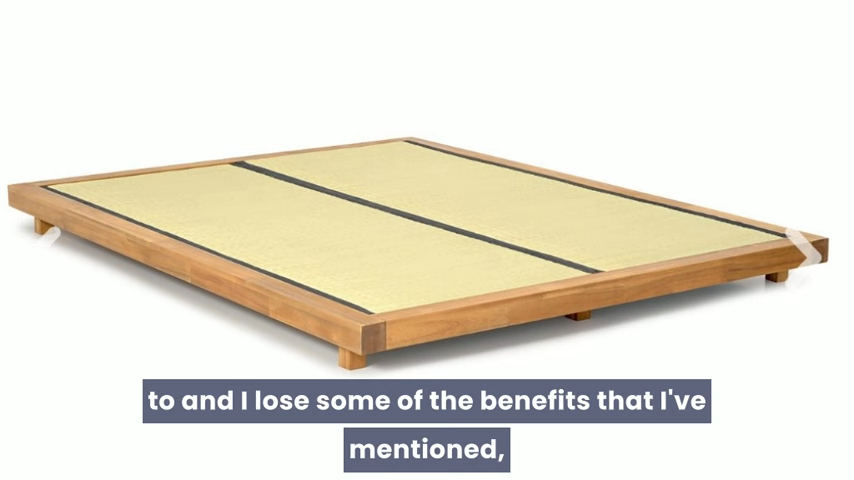 to and I lose some of the benefits that I've
mentioned,